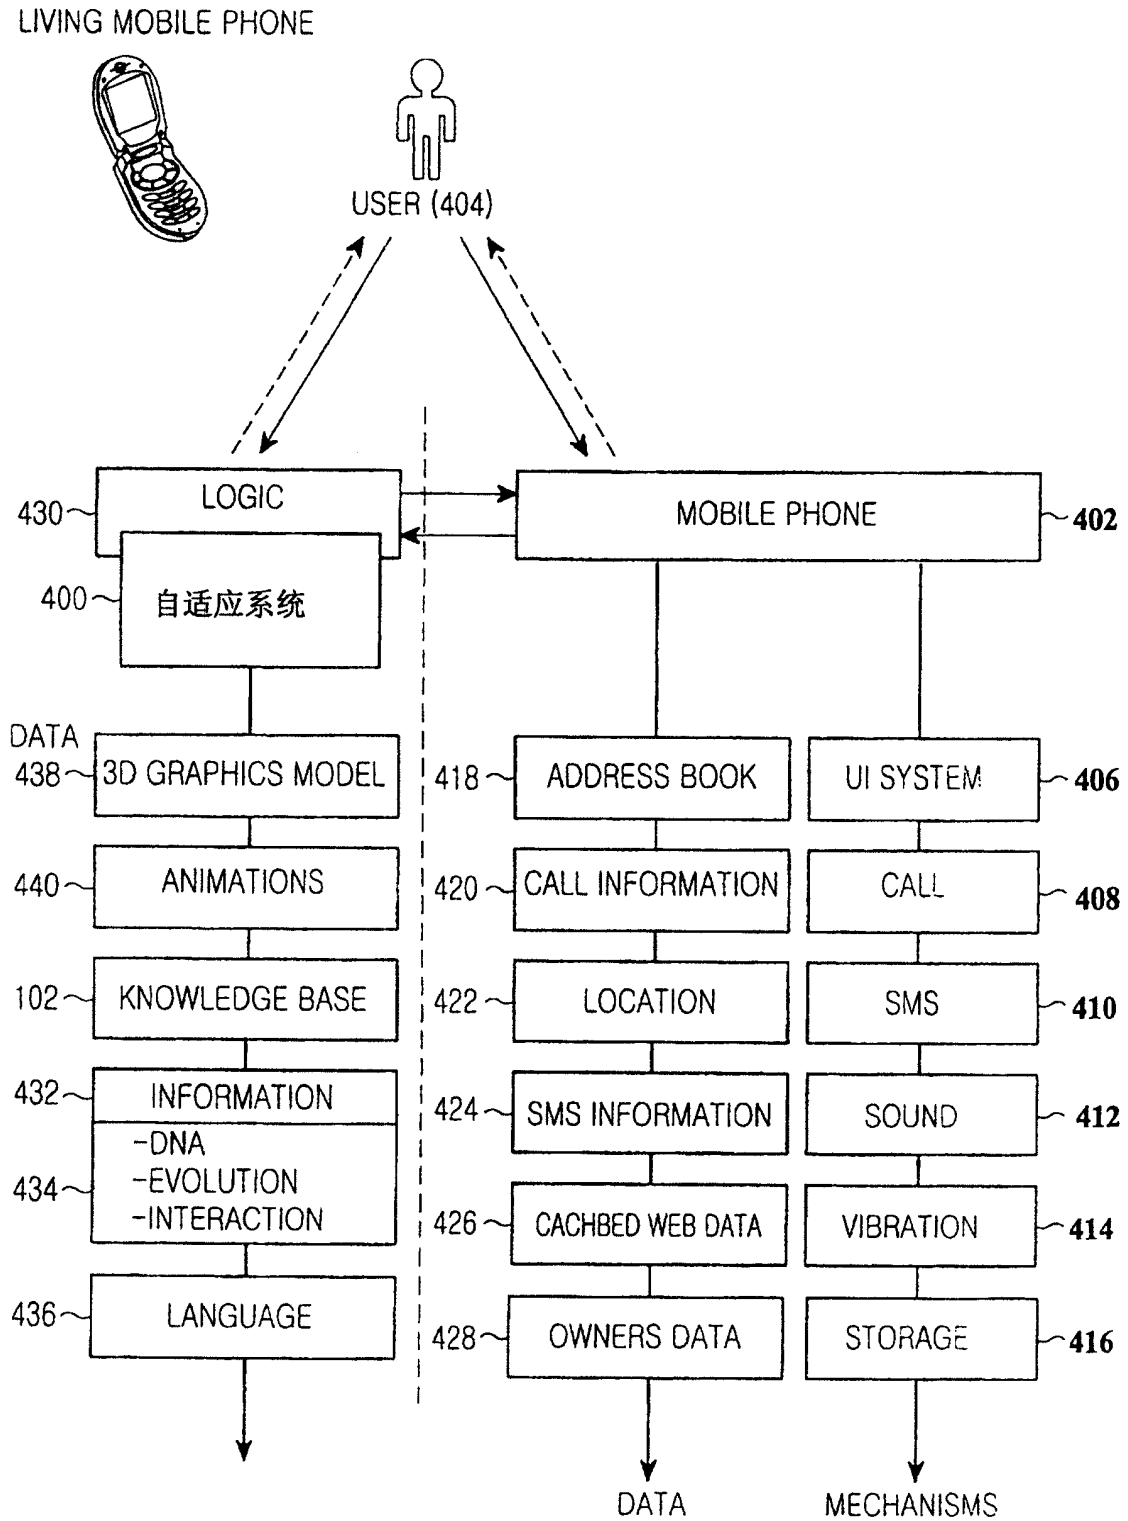 LIVING MOBILE PHONE
USER (404)
430
LOGIC
MOBILE PHONE
402
400
自适应系统
DATA
438
3D GRAPHICS MODEL
418
ADDRESS BOOK
UI SYSTEM
406
440
ANIMATIONS
420
CALL INFORMATION
CALL
408
102
KNOWLEDGE BASE
422
LOCATION
SMS
410
432
INFORMATION
424
SMS INFORMATION
SOUND
412
434
-DNA
-EVOLUTION
-INTERACTION
426
CACHBED WEB DATA
VIBRATION
414
436
LANGUAGE
428
OWNERS DATA
STORAGE
416
DATA
MECHANISMS